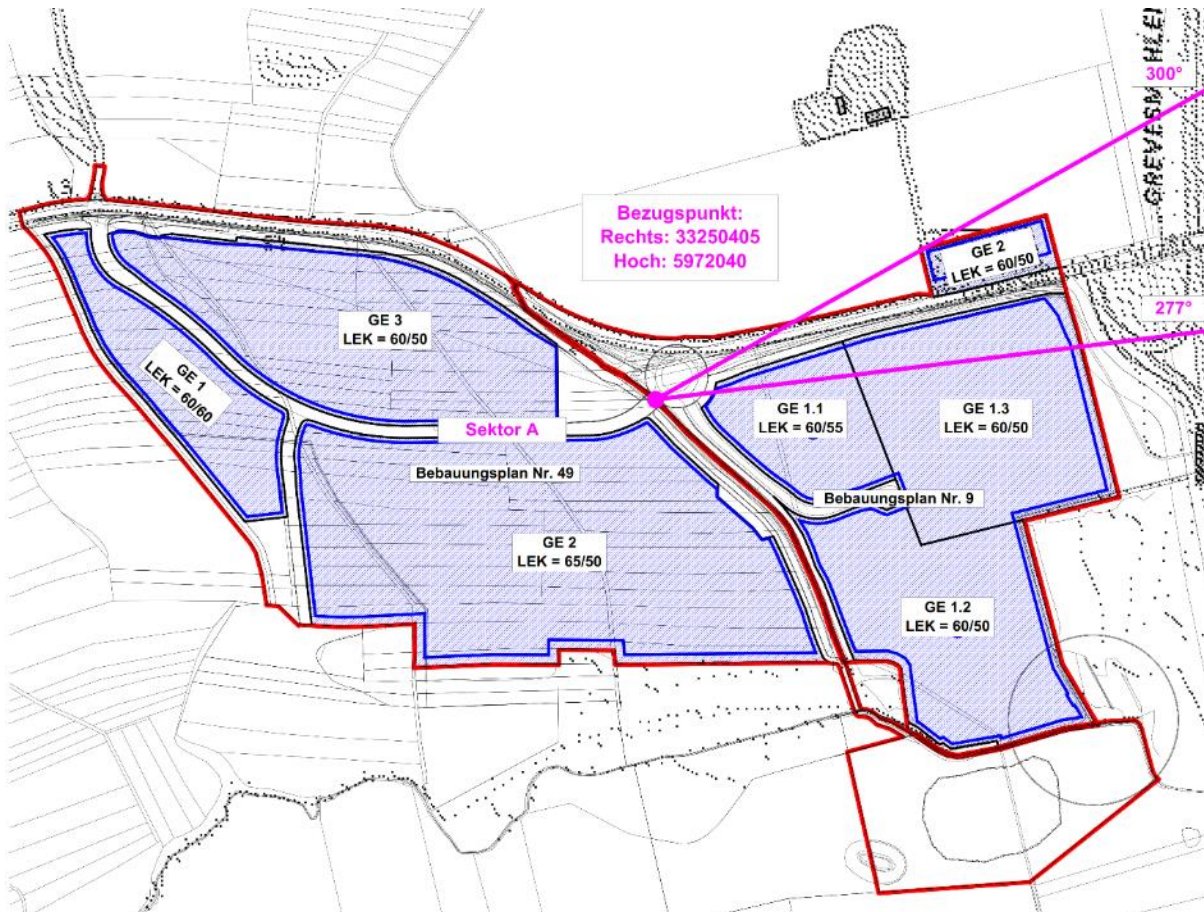 300°
GREVESMÜHLEN
Bezugspunkt:
Rechts: 33250405
Hoch: 5972040
GE 2
LEK = 60/50
277°
GE 3
LEK = 60/50
GE 1
LEK = 60/60
GE 1.1
LEK = 60/55
GE 1.3
LEK = 60/50
Sektor A
Bebauungsplan Nr. 49
Bebauungsplan Nr. 9
GE 2
LEK = 65/50
GE 1.2
LEK = 60/50